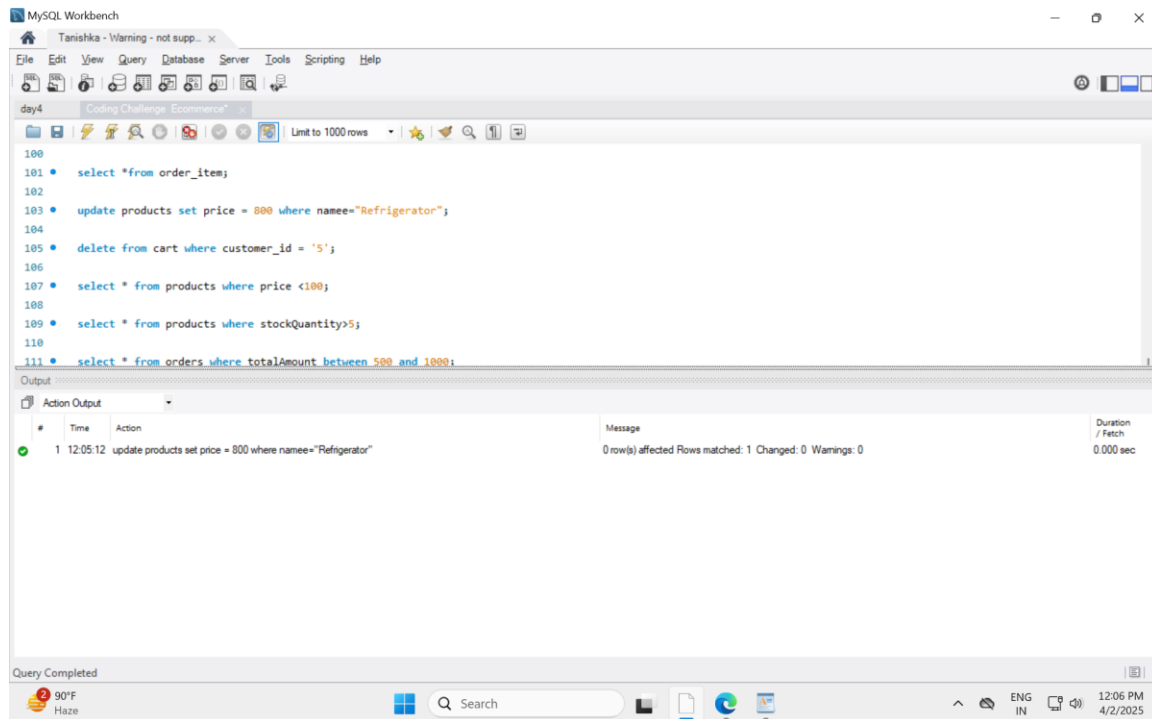 MySQL Workbench
Tanishka - Warning - not supp...
File Edit View Query Database Server Tools Scripting Help
day4 Coding Challenge Ecommerce*
Limit to 1000 rows
100
101 select *from order_item;
102
103 update products set price = 800 where namee="Refrigerator";
104
105 delete from cart where customer_id = '5';
106
107 select * from products where price <100;
108
109 select * from products where stockQuantity>5;
110
111 select * from orders where totalAmount between 500 and 1000;
Output
Action Output
# Time Action Message Duration / Fetch
1 12:05:12 update products set price = 800 where namee="Refrigerator" 0 row(s) affected Rows matched: 1 Changed: 0 Warnings: 0 0.000 sec
Query Completed
2 90°F
Haze
Search
ENG
IN
12:06 PM
4/2/2025